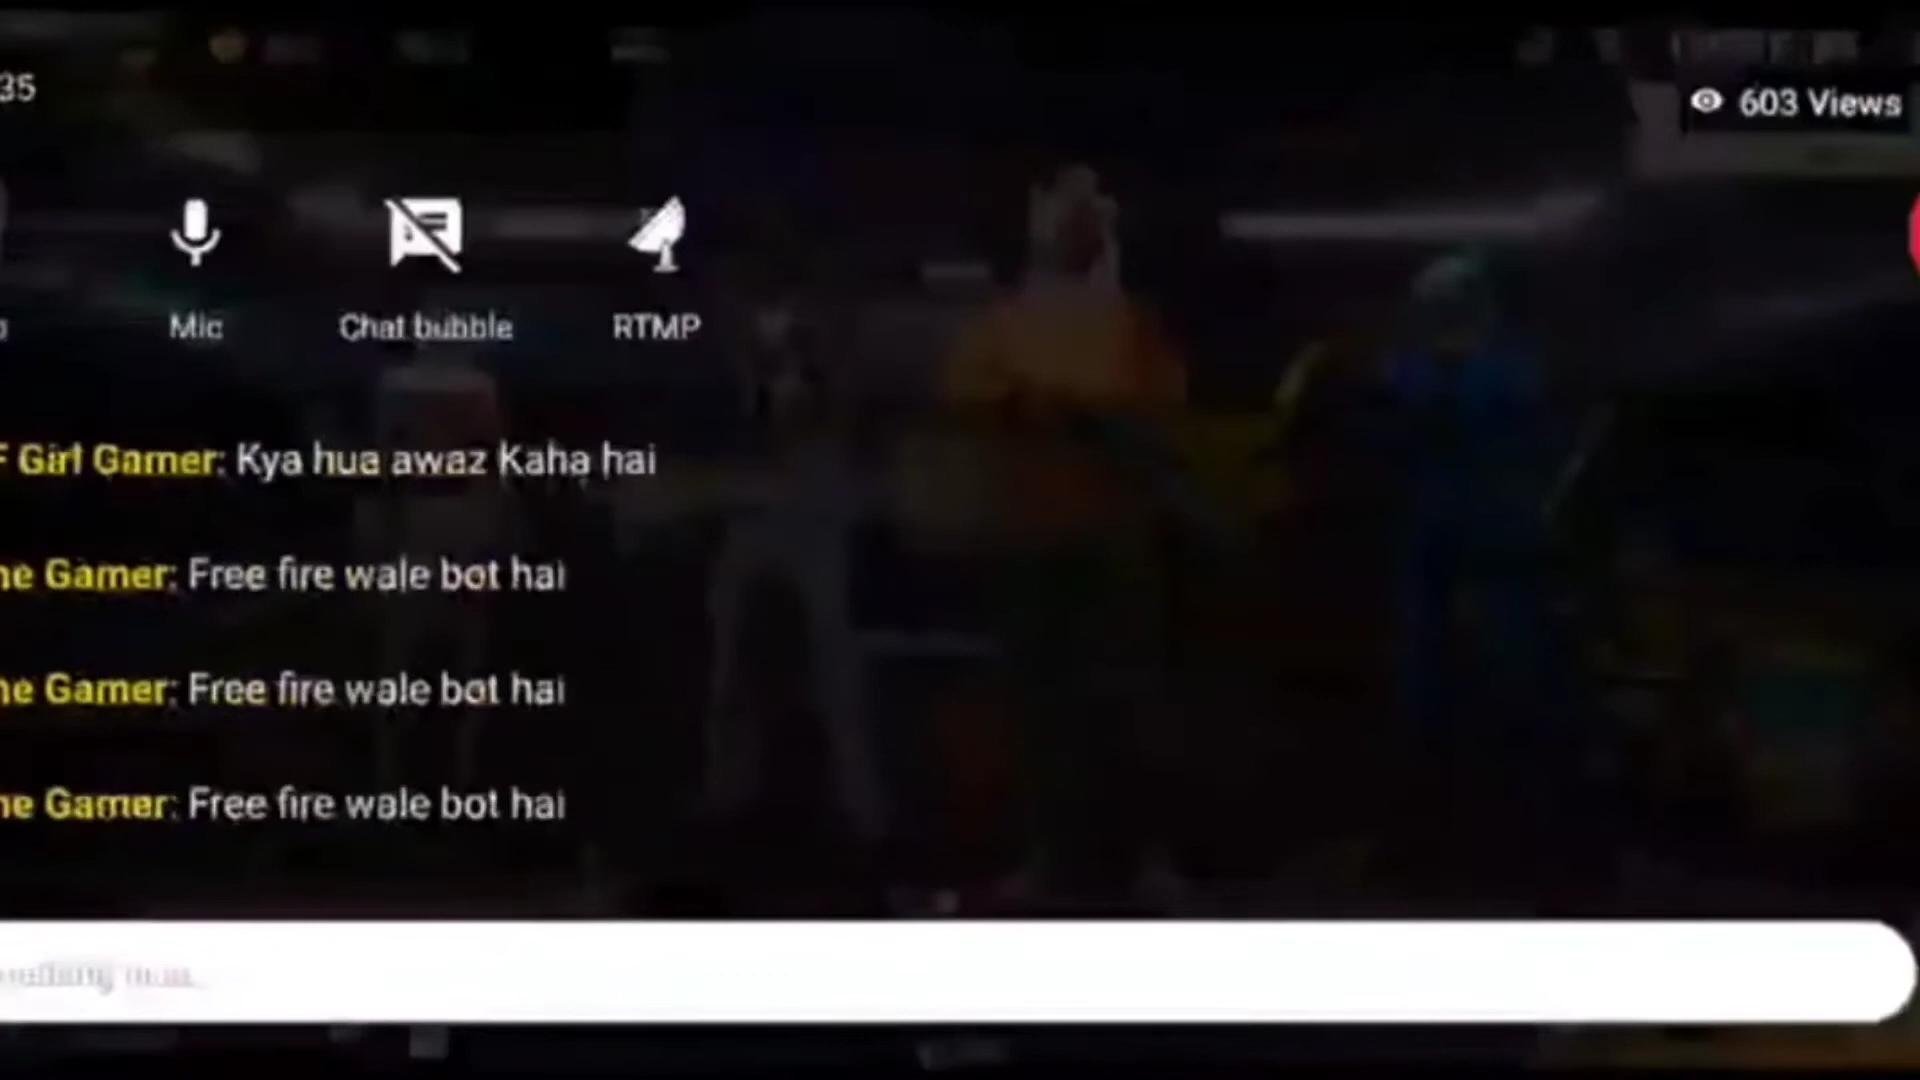 35
603 Views
Mic
Chat bubble
RTMP
F Girl Gamer: Kya hua awaz Kaha hai
ne Gamer: Free fire wale bot hai
ne Gamer: Free fire wale bot hai
ne Gamer: Free fire wale bot hai